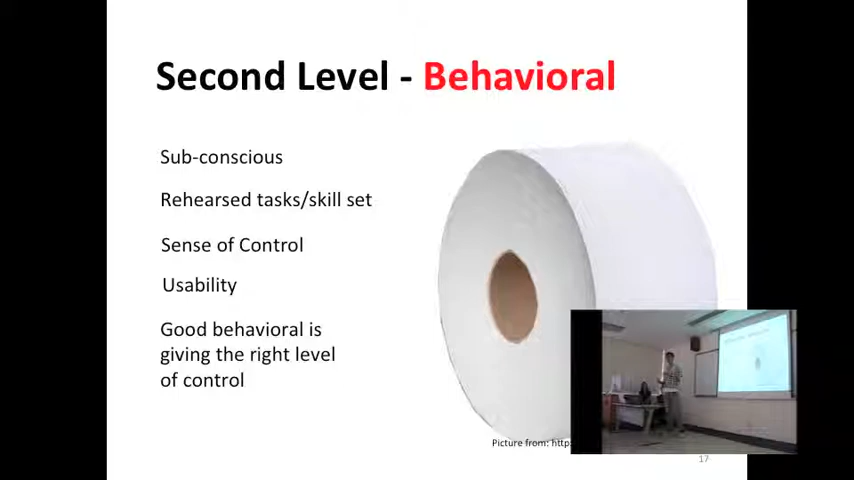 Second Level - Behavioral
Sub-conscious
Rehearsed tasks/skill set
Sense of Control
Usability
Good behavioral is
giving the right level
of control
Picture from: http:
17